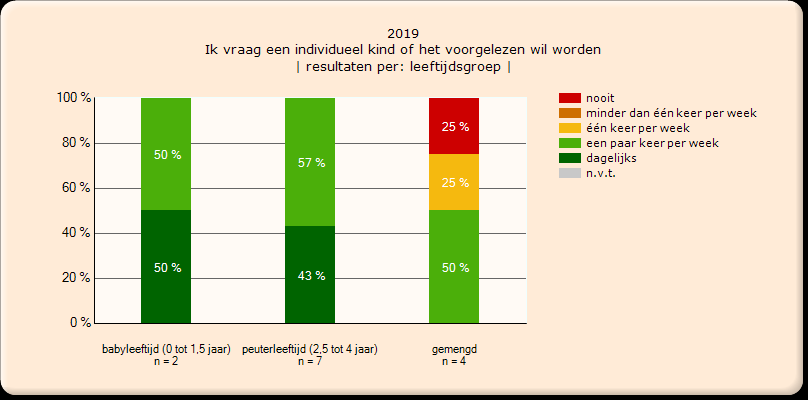 2019
Ik vraag een individueel kind of het voorgelezen wil worden
| resultaten per: leeftijdsgroep |
100 %
80 %
60 %
40 %
20 %
0 %
50 %
50 %
57 %
43 %
25 %
25 %
50 %
babyleeftijd (0 tot 1,5 jaar)
n = 2
peuterleeftijd (2,5 tot 4 jaar)
n = 7
gemengd
n = 4
nooit
minder dan één keer per week
één keer per week
een paar keer per week
dagelijks
n.v.t.